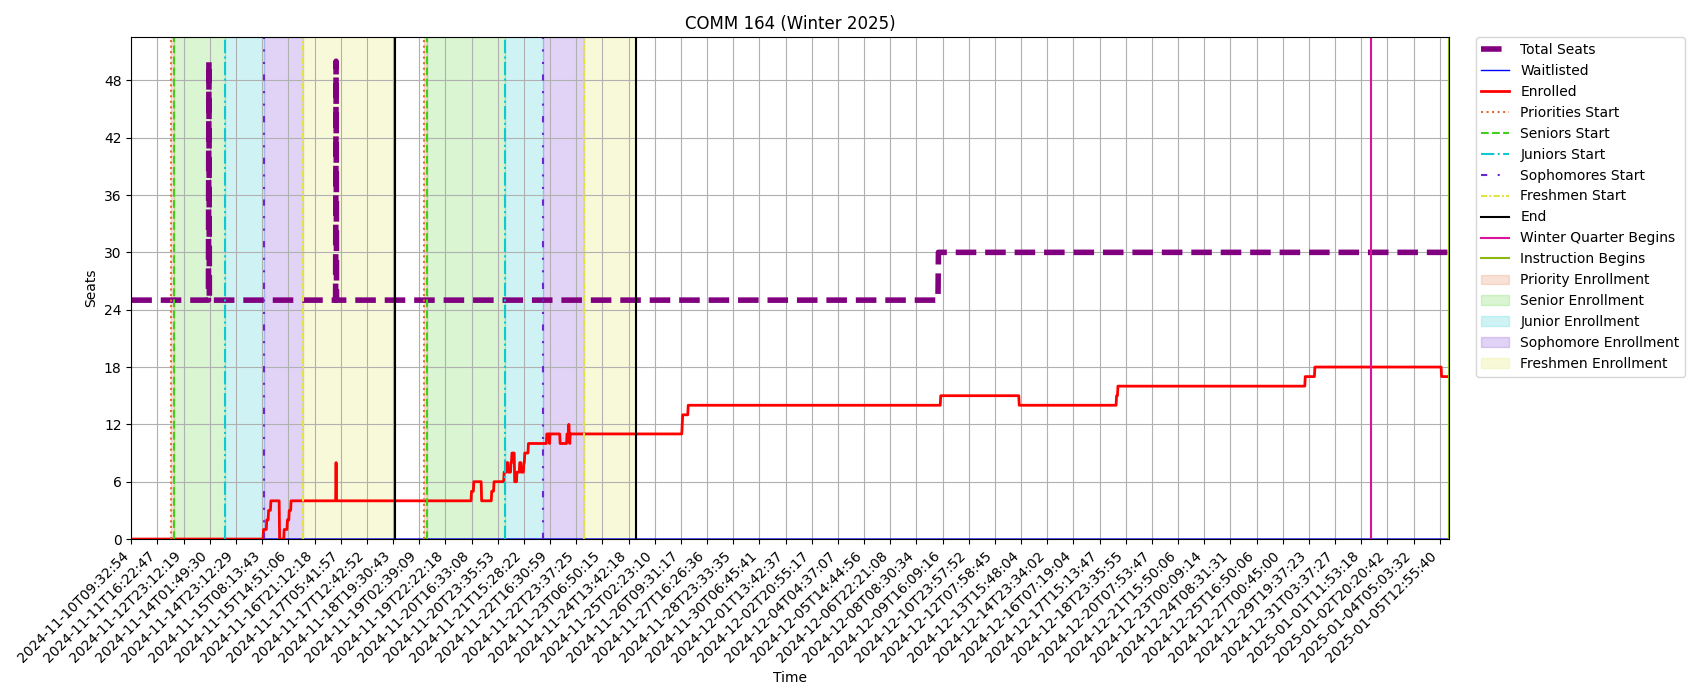 COMM 164 (Winter 2025)
Seats
48
42
36
30
24
18
12
6
0
2024-11-10T09:32:54
2024-11-11T16:22:47
2024-11-12T23:12:19
2024-11-14T01:49:30
2024-11-14T23:12:29
2024-11-15T08:13:43
2024-11-15T14:51:06
2024-11-16T21:12:18
2024-11-17T05:41:57
2024-11-17T12:42:52
2024-11-18T19:30:43
2024-11-19T02:39:09
2024-11-19T22:22:18
2024-11-20T16:33:08
2024-11-20T23:35:53
2024-11-21T15:28:22
2024-11-22T16:30:59
2024-11-22T23:37:25
2024-11-23T06:50:15
2024-11-24T13:42:18
2024-11-25T02:23:10
2024-11-26T09:31:17
2024-11-27T16:26:36
2024-11-28T23:33:35
2024-11-30T06:45:41
2024-12-01T13:42:37
2024-12-02T20:55:17
2024-12-04T04:37:07
2024-12-05T14:44:56
2024-12-06T22:21:08
2024-12-08T08:30:34
2024-12-09T16:09:16
2024-12-10T23:57:52
2024-12-12T07:58:45
2024-12-13T15:48:04
2024-12-14T23:34:02
2024-12-16T07:19:04
2024-12-17T15:13:47
2024-12-18T23:35:55
2024-12-20T07:53:47
2024-12-21T15:50:06
2024-12-23T00:09:14
2024-12-24T08:31:31
2024-12-25T16:50:06
2024-12-27T00:45:00
2024-12-29T19:37:23
2024-12-31T03:37:27
2025-01-01T11:53:18
2025-01-02T20:20:42
2025-01-04T05:03:32
2025-01-05T12:55:40
Time
Total Seats
Waitlisted
Enrolled
Priorities Start
Seniors Start
Juniors Start
Sophomores Start
Freshmen Start
End
Winter Quarter Begins
Instruction Begins
Priority Enrollment
Senior Enrollment
Junior Enrollment
Sophomore Enrollment
Freshmen Enrollment